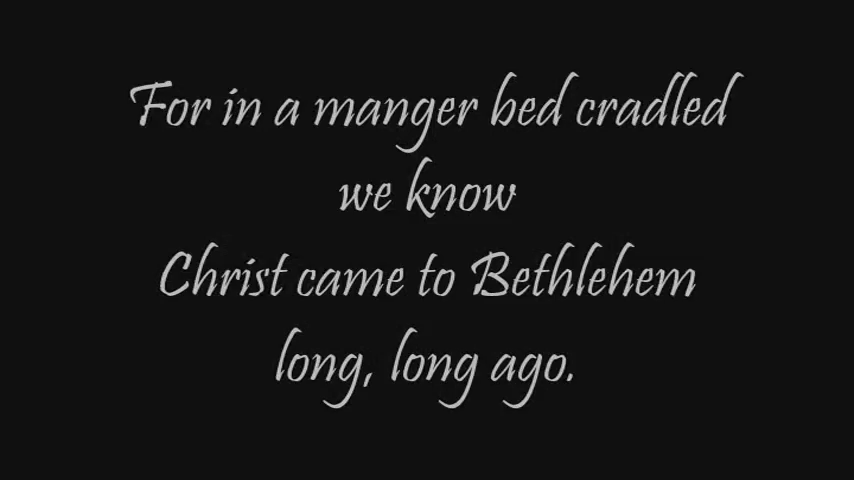 For in a manger bed cradled
we know
Christ came to Bethlehem
long, long ago.